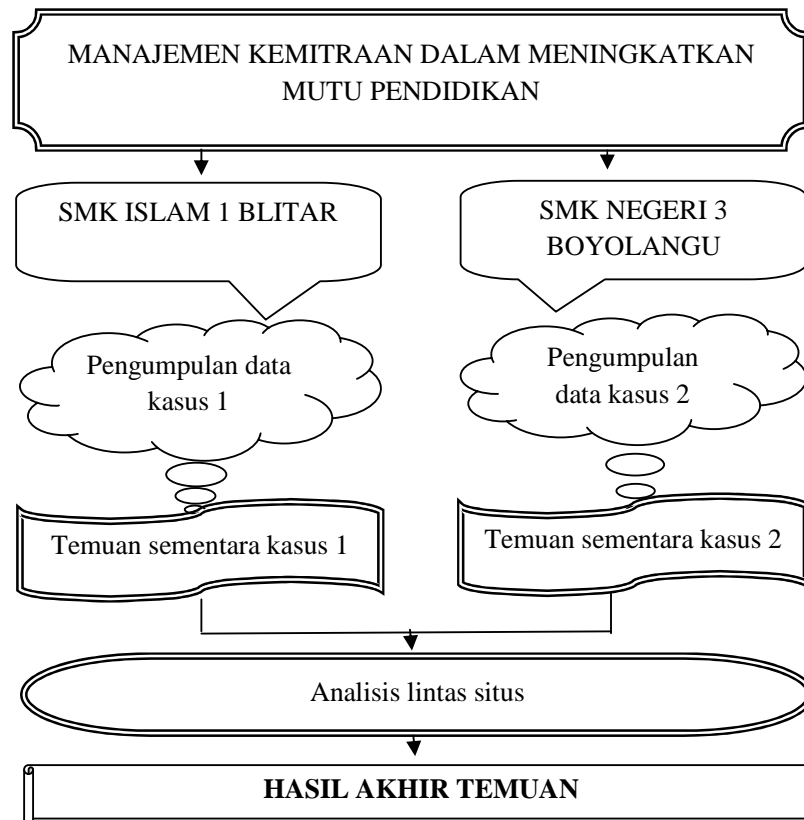 MANAJEMEN KEMITRAAN DALAM MENINGKATKAN
MUTU PENDIDIKAN
SMK ISLAM 1 BLITAR
SMK NEGERI 3
BOYOLANGU
Pengumpulan data
kasus 1
Pengumpulan
data kasus 2
Temuan sementara kasus 1
Temuan sementara kasus 2
Analisis lintas situs
HASIL AKHIR TEMUAN